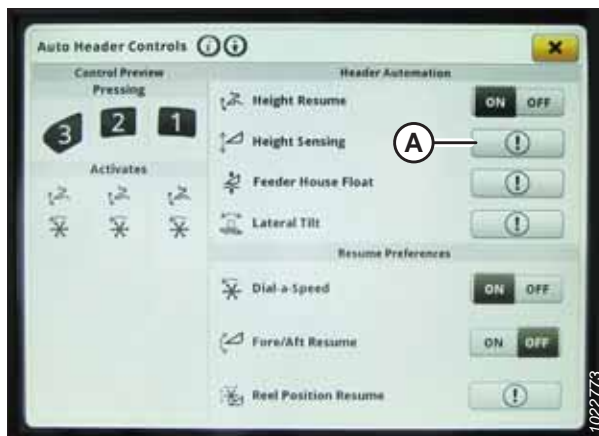 Auto Header Controls
Control Preview
Pressing
3 2 1
Activates
Header Automation
Height Resume ON OFF
A
Height Sensing
Feeder House Float
Lateral Tilt
Resume Preferences
Dial-a-Speed ON OFF
Fore/Aft Resume ON OFF
Reel Position Resume
1022773